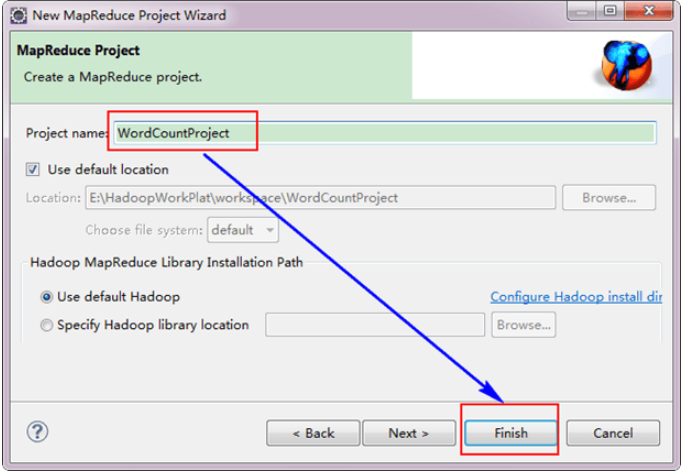 New MapReduce Project Wizard
MapReduce Project
Create a MapReduce project.
Project name: WordCountProject
Use default location
Location: E:\HadoopWorkPlat\workspace\WordCountProject Browse...
Choose file system: default
Hadoop MapReduce Library Installation Path
Use default Hadoop Configure Hadoop install dir
Specify Hadoop library location Browse...
? < Back Next > Finish Cancel